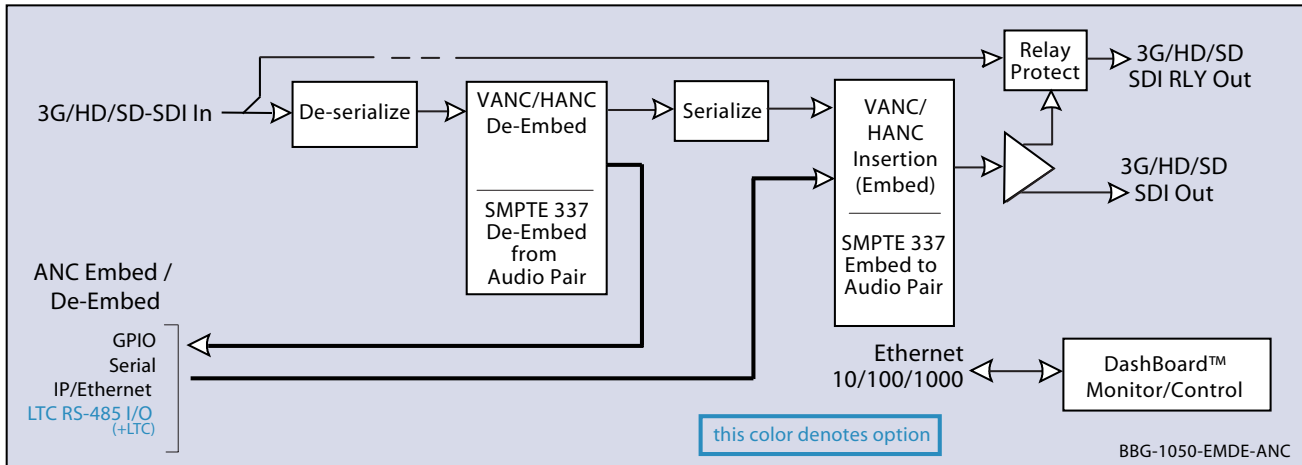 3G/HD/SD-SDI In
De-serialize
VANC/HANC
De-Embed
SMPTE 337
De-Embed
from
Audio Pair
Serialize
VANC/
HANC
Insertion
(Embed)
SMPTE 337
Embed to
Audio Pair
Relay
Protect
3G/HD/SD
SDI RLY Out
3G/HD/SD
SDI Out
ANC Embed /
De-Embed
GPIO
Serial
IP/Ethernet
LTC RS-485 I/O
(+LTC)
Ethernet
10/100/1000
DashBoard™
Monitor/Control
this color denotes option
BBG-1050-EMDE-ANC